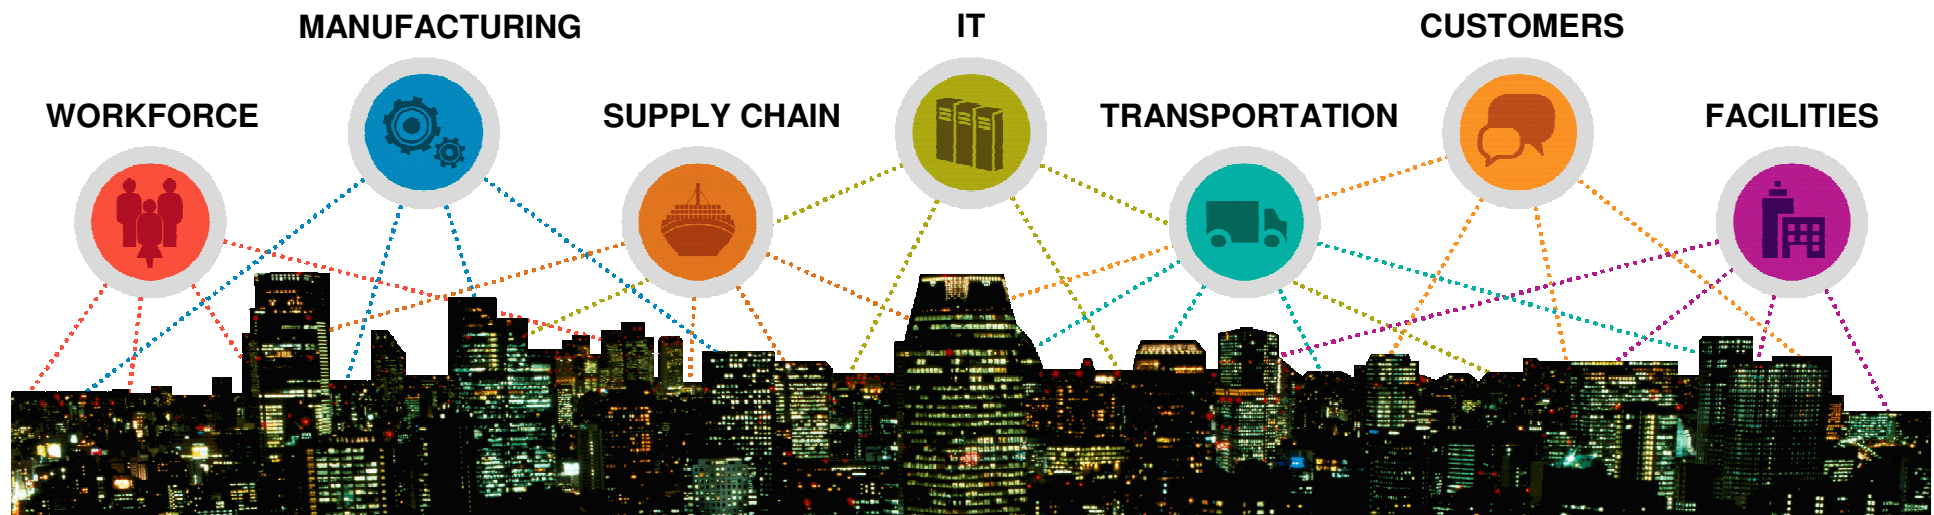 WORKFORCE
MANUFACTURING
SUPPLY CHAIN
IT
TRANSPORTATION
CUSTOMERS
FACILITIES